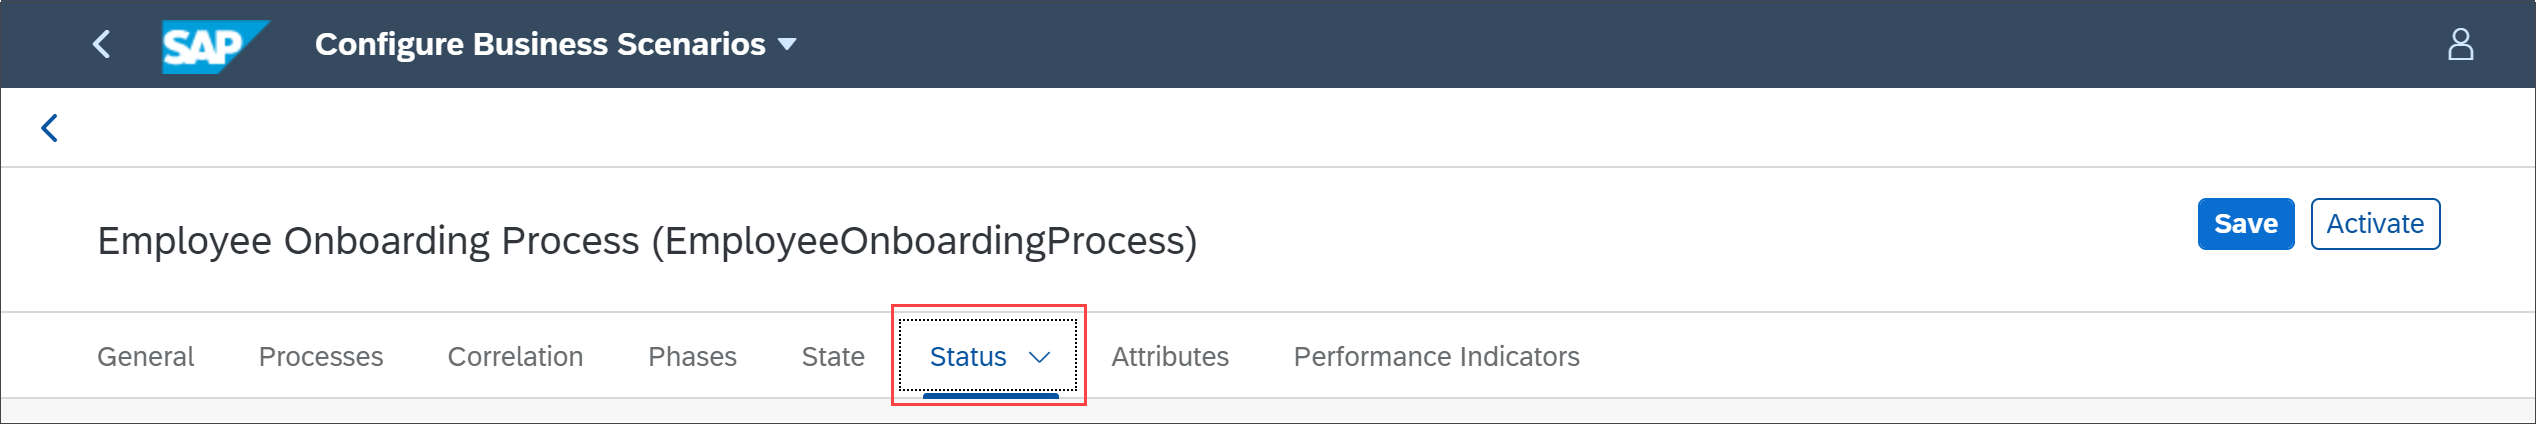 SAP Configure Business Scenarios
Employee Onboarding Process (EmployeeOnboardingProcess)
Save Activate
General Processes Correlation Phases State Status Attributes Performance Indicators